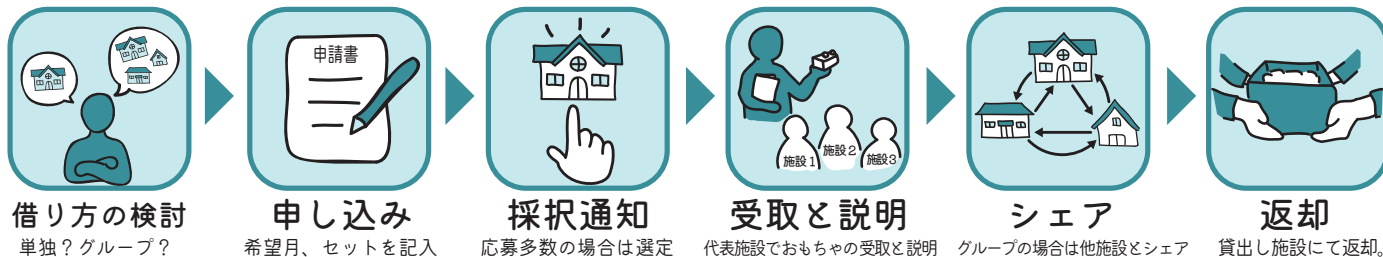 借り方の検討
単独?グループ?
申請書
申し込み
希望月、セットを記入
採択通知
応募多数の場合は選定
施設1
施設2
施設3
受取と説明
代表施設でおもちゃの受取と説明
シェア
グループの場合は他施設とシェア
返却
貸出し施設にて返却。